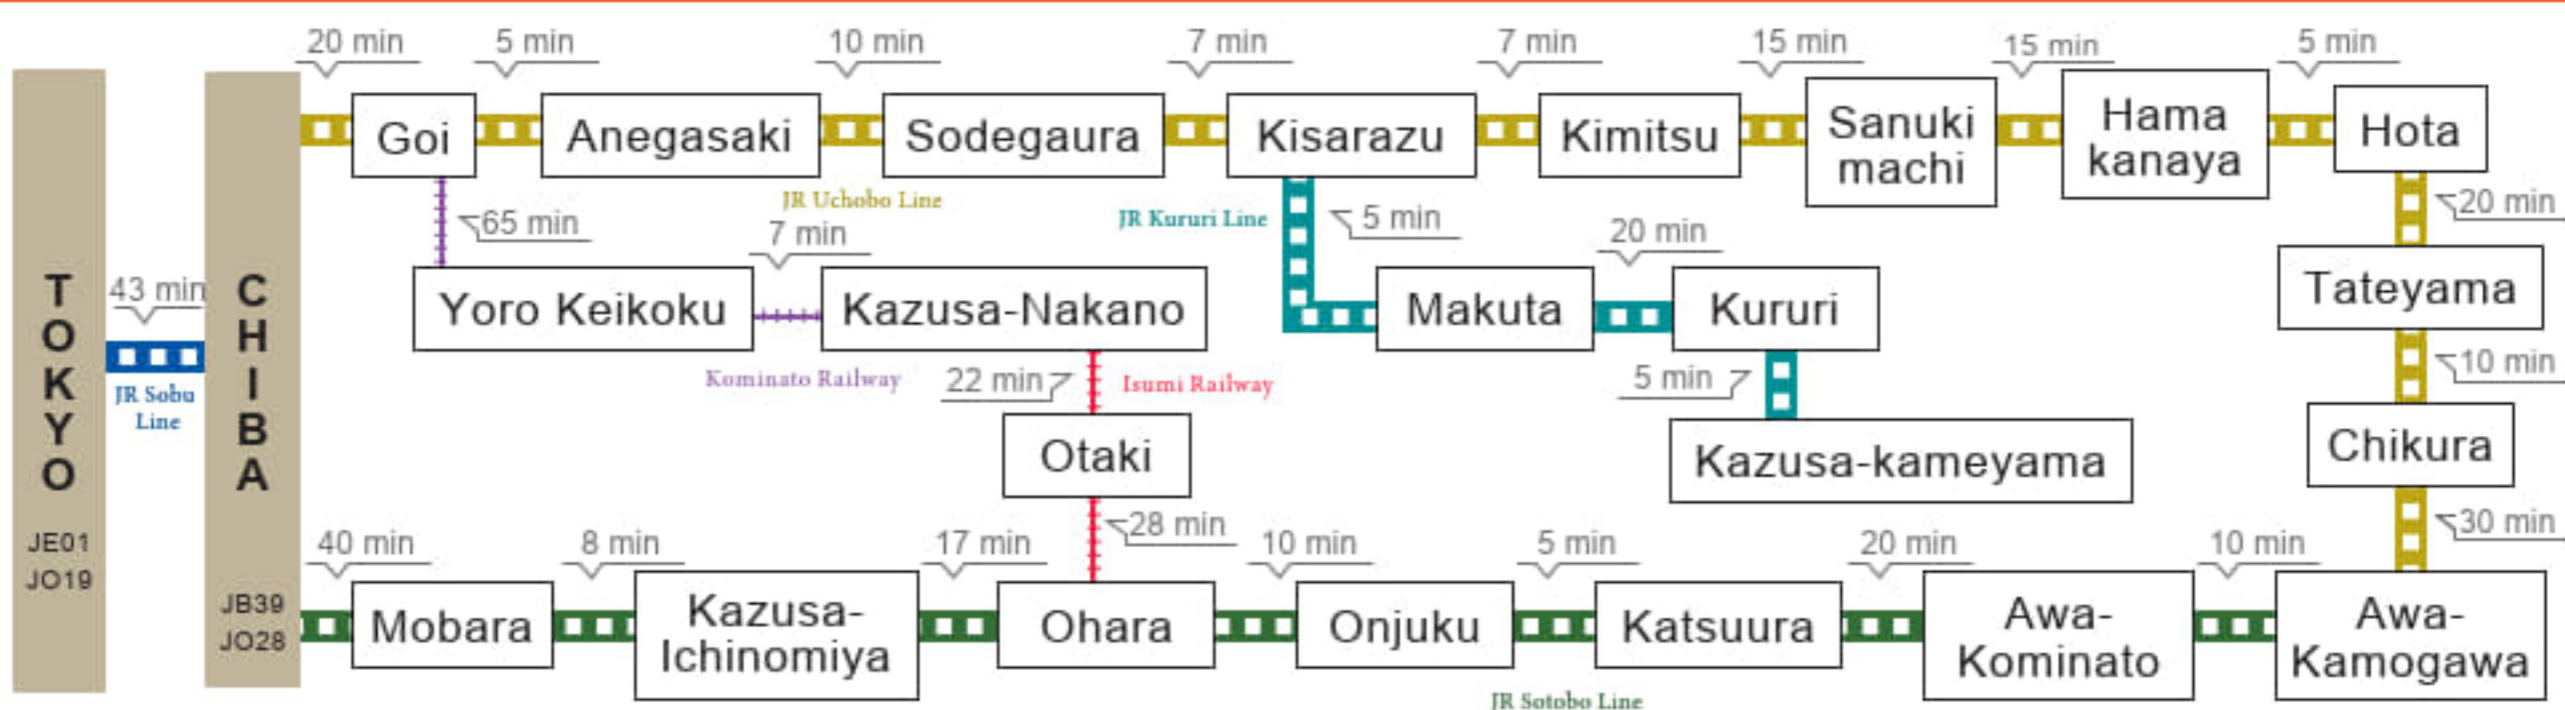 20 min
5 min
10 min
7 min
7 min
15 min
15 min
5 min
Goi
Anegasaki
Sodegaura
Kisarazu
Kimitsu
Sanuki
machi
Hama
kanaya
Hota
JR Uchobo Line
JR Kururi Line
65 min
7 min
5 min
20 min
20 min
TOKYO
JE01
JO19
43 min
JR Sobu
Line
CHIBA
JB39
JO28
Yoro Keikoku
Kazusa-Nakano
Makuta
Kururi
Tateyama
Kominato Railway
22 min
Isumi Railway
5 min
10 min
Otaki
Kazusa-kameyama
Chikura
28 min
30 min
40 min
8 min
17 min
10 min
5 min
20 min
10 min
Mobara
Kazusa-
Ichinomiya
Ohara
Onjuku
Katsuura
Awa-
Kominato
Awa-
Kamogawa
JR Sotobo Line